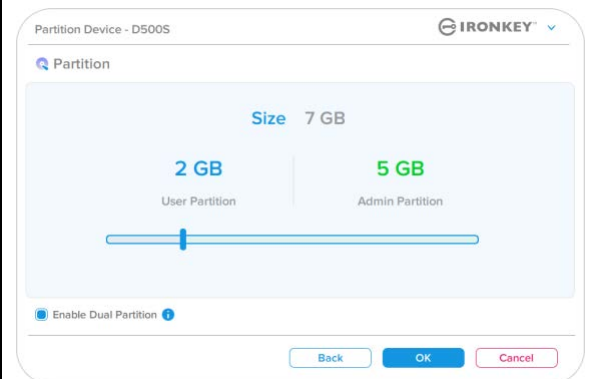 Partition Device - D500S
IRONKEY™
Partition
Size 7 GB
2 GB 5 GB
User Partition Admin Partition
Enable Dual Partition i
Back OK Cancel